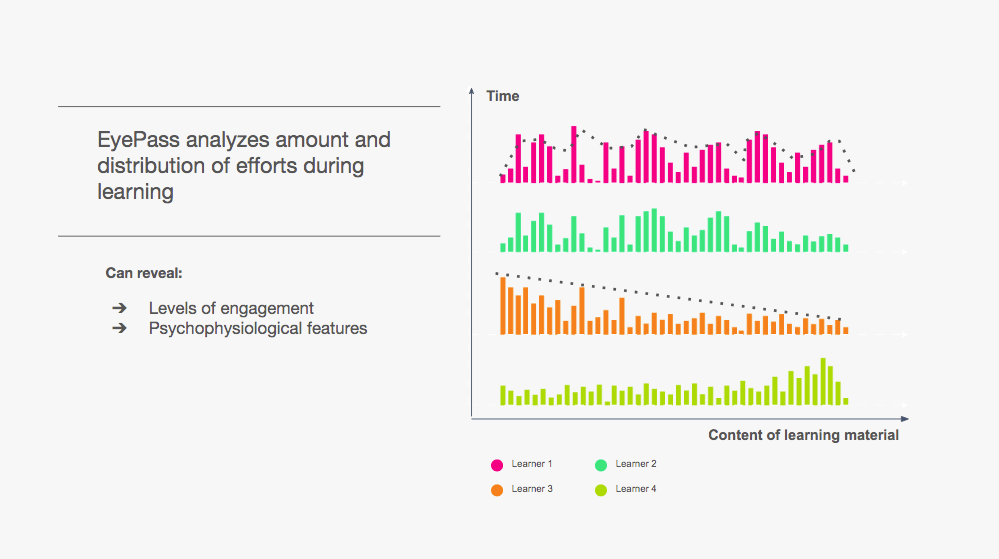 EyePass analyzes amount and
distribution of efforts during
learning
Can reveal:
➔ Levels of engagement
➔ Psychophysiological features
Time
Content of learning material
Learner 1
Learner 2
Learner 3
Learner 4